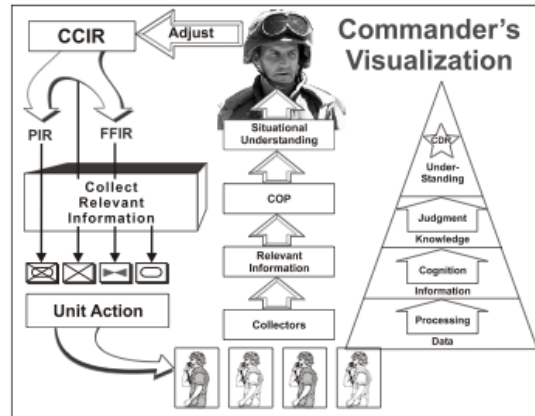 Commander's
Visualization
CCIR
Adjust
PIR
FFIR
Collect
Relevant
Information
Unit Action
Situational
Understanding
COP
Relevant
Information
Collectors
CDR
Under-
Standing
Judgment
Knowledge
Cognition
Information
Processing
Data